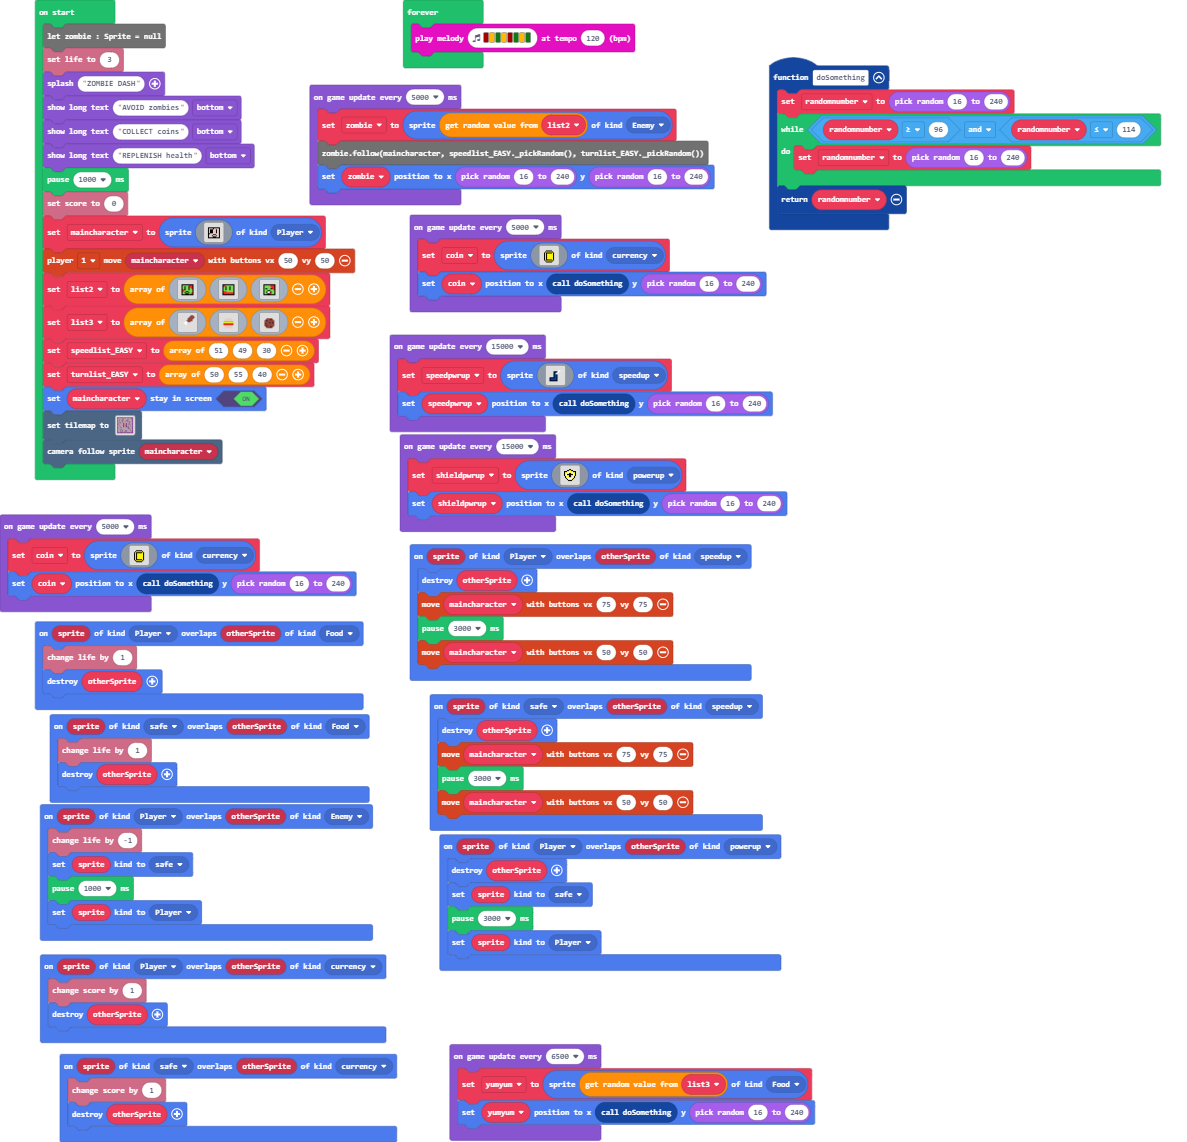 on start
let zombie : Sprite = null
set life to 3
splash "ZOMBIE DASH"
show long text "AVOID zombies" bottom
show long text "COLLECT coins" bottom
show long text "REPLENISH health" bottom
pause 1000 ms
set score to 0
set maincharacter to sprite of kind Player
player 1 move maincharacter with buttons vx 50 vy 50
set list2 to array of
set list3 to array of
set speedlist_EASY to array of 51 49 30
set turnlist_EASY to array of 50 55 40
set maincharacter stay in screen ON
set tilemap to
camera follow sprite maincharacter
forever
play melody at tempo 120 (bpm)
on game update every 5000 ms
set zombie to sprite get random value from list2 of kind Enemy
zombie.follow(maincharacter, speedlist_EASY._pickRandom(), turnlist_EASY._pickRandom())
set zombie position to x pick random 16 to 240 y pick random 16 to 240
function doSomething
set randomnumber to pick random 16 to 240
while randomnumber ≥ 96 and randomnumber ≤ 114
do set randomnumber to pick random 16 to 240
return randomnumber
on game update every 5000 ms
set coin to sprite of kind currency
set coin position to x call doSomething y pick random 16 to 240
on game update every 15000 ms
set speedpwrup to sprite of kind speedup
set speedpwrup position to x call doSomething y pick random 16 to 240
on game update every 15000 ms
set shieldpwrup to sprite of kind powerup
set shieldpwrup position to x call doSomething y pick random 16 to 240
on game update every 5000 ms
set coin to sprite of kind currency
set coin position to x call doSomething y pick random 16 to 240
on sprite of kind Player overlaps otherSprite of kind Food
change life by 1
destroy otherSprite
on sprite of kind safe overlaps otherSprite of kind Food
change life by 1
destroy otherSprite
on sprite of kind Player overlaps otherSprite of kind Enemy
change life by -1
set sprite kind to safe
pause 1000 ms
set sprite kind to Player
on sprite of kind Player overlaps otherSprite of kind currency
change score by 1
destroy otherSprite
on sprite of kind safe overlaps otherSprite of kind currency
change score by 1
destroy otherSprite
on sprite of kind Player overlaps otherSprite of kind speedup
destroy otherSprite
move maincharacter with buttons vx 75 vy 75
pause 3000 ms
move maincharacter with buttons vx 50 vy 50
on sprite of kind safe overlaps otherSprite of kind speedup
destroy otherSprite
move maincharacter with buttons vx 75 vy 75
pause 3000 ms
move maincharacter with buttons vx 50 vy 50
on sprite of kind Player overlaps otherSprite of kind powerup
destroy otherSprite
set sprite kind to safe
pause 3000 ms
set sprite kind to Player
on game update every 6500 ms
set yumyum to sprite get random value from list3 of kind Food
set yumyum position to x call doSomething y pick random 16 to 240